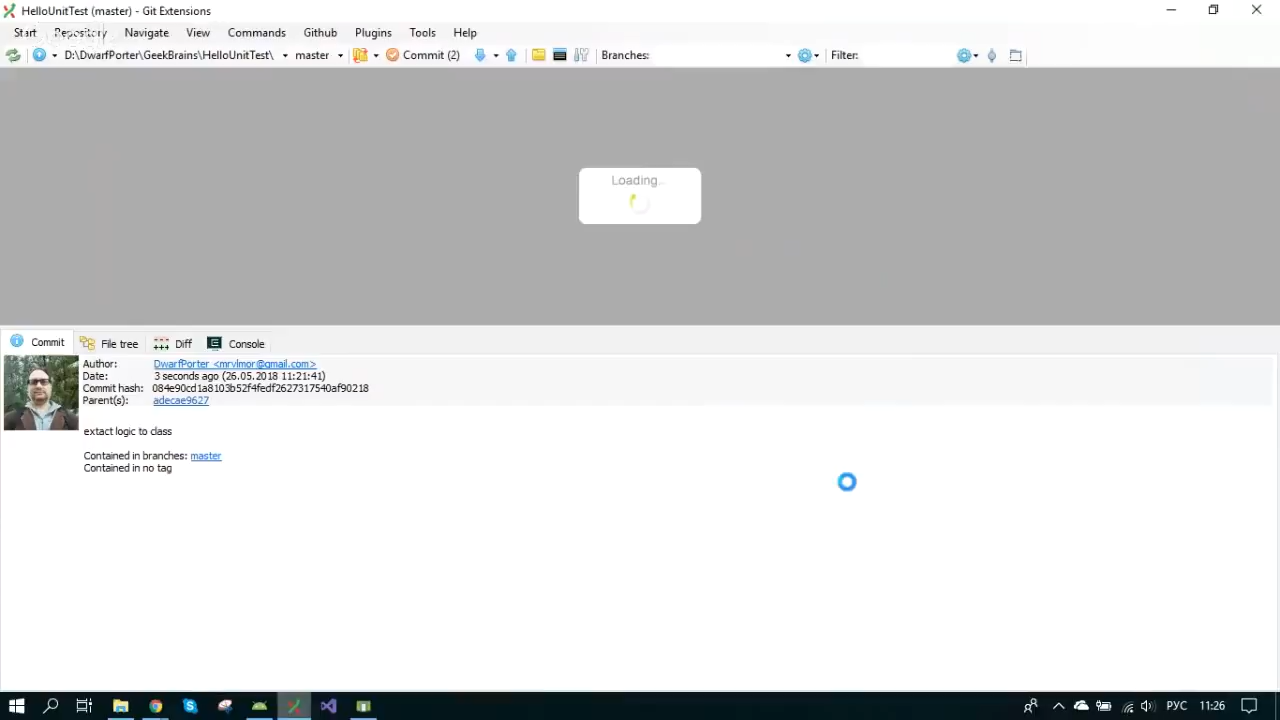 HelloUnitTest (master) - Git Extensions
Start Repository Navigate View Commands Github Plugins Tools Help
D:\DwarfPorter\GeekBrains\HelloUnitTest\ master Commit (2) Branches: Filter:
Loading...
Commit File tree Diff Console
Author: DwarfPorter <mrvlmor@gmail.com>
Date: 3 seconds ago (26.05.2018 11:21:41)
Commit hash: 084e90cd1a8103b52f4fedf2627317540af90218
Parent(s): adecae9627
extact logic to class
Contained in branches: master
Contained in no tag
РУС 11:26